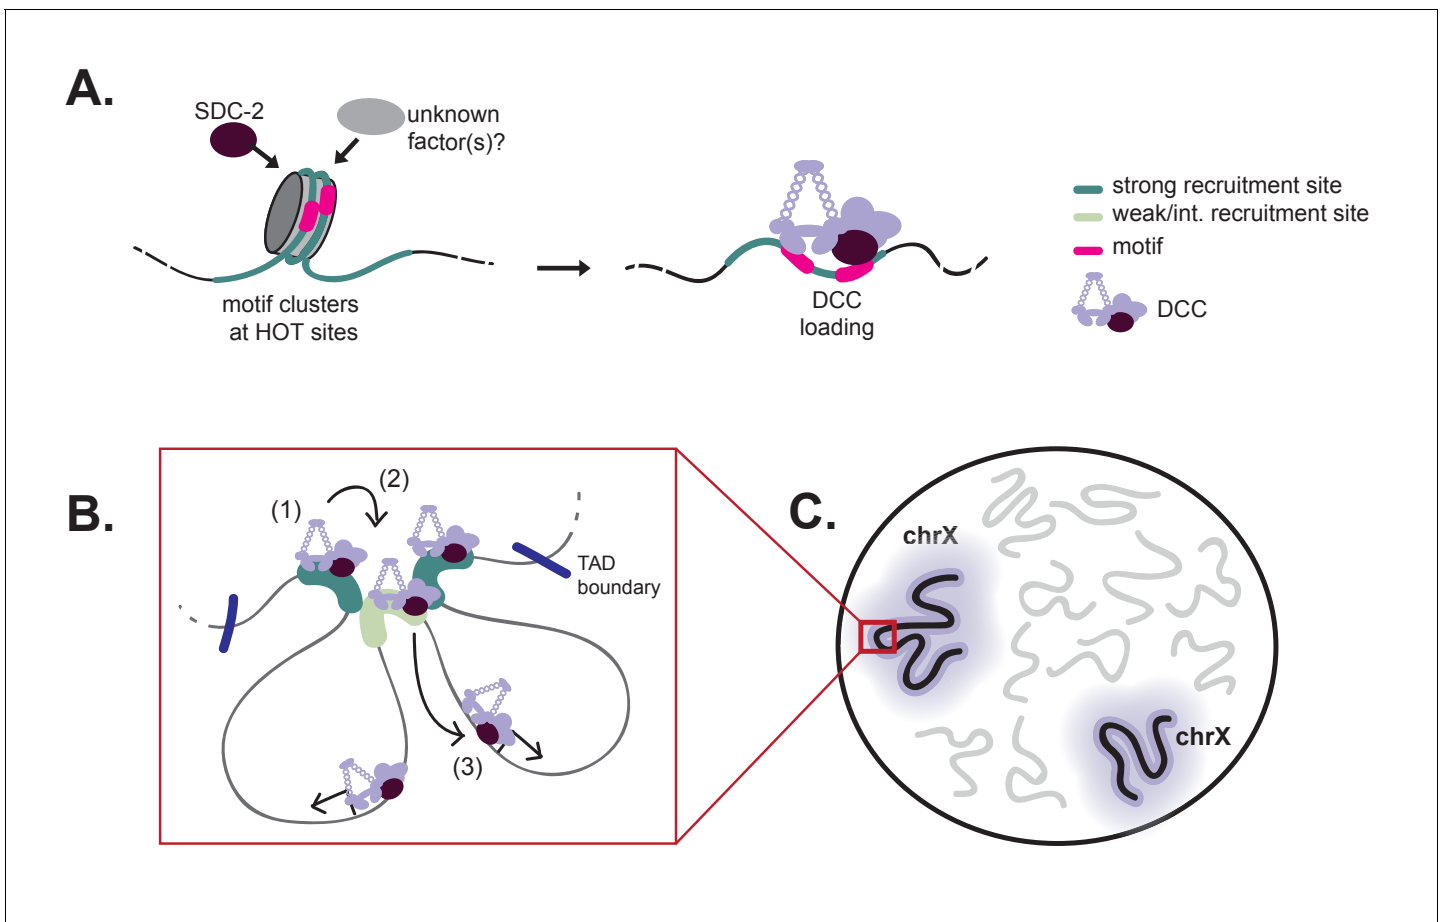 A.
SDC-2
unknown
factor(s)?
motif clusters
at HOT sites
DCC
loading
strong recruitment site
weak/int. recruitment site
motif
DCC
B.
(1)
(2)
TAD
boundary
(3)
C.
chrX
chrX